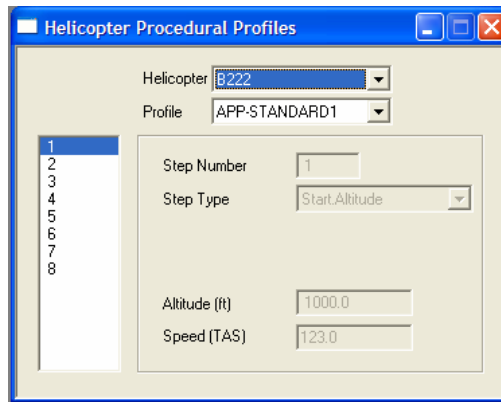 Helicopter Procedural Profiles
Helicopter B222
Profile APP-STANDARD1
1
2
3
4
5
6
7
8
Step Number 1
Step Type Start.Altitude
Altitude (ft) 1000.0
Speed (TAS) 123.0